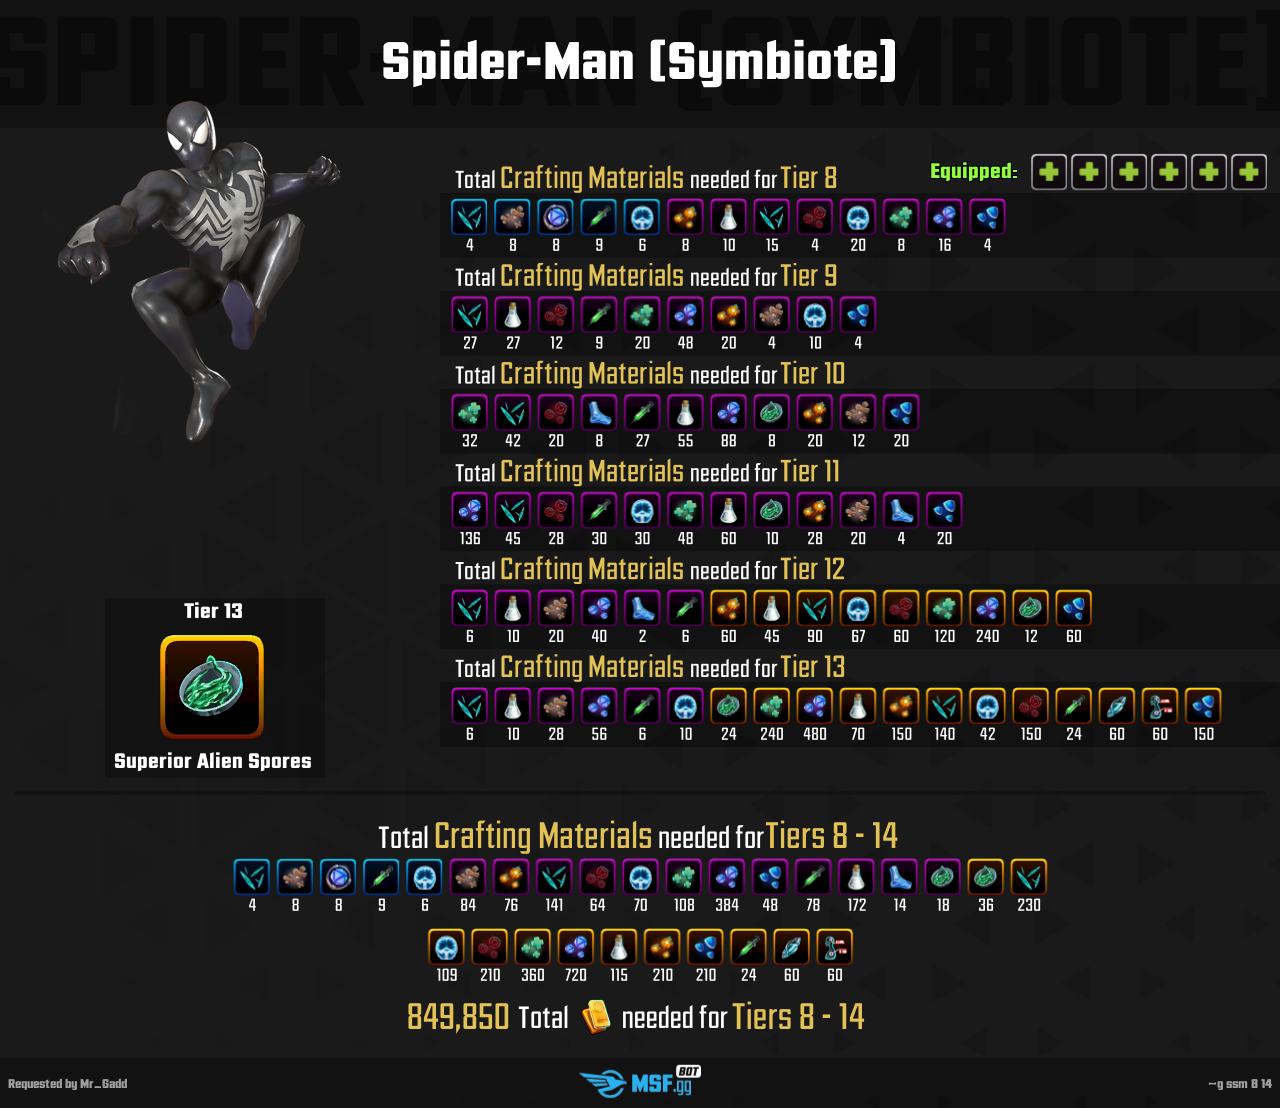 Spider-Man (Symbiote)
Equipped:
Total Crafting Materials needed for Tier 8
4 8 8 9 6 8 10 15 4 20 8 16 4
Total Crafting Materials needed for Tier 9
27 27 12 9 20 48 20 4 10 4
Total Crafting Materials needed for Tier 10
32 42 20 8 27 55 88 8 20 12 20
Total Crafting Materials needed for Tier 11
136 45 28 30 30 48 60 10 28 20 4 20
Total Crafting Materials needed for Tier 12
6 10 20 40 2 6 60 45 90 67 60 120 240 12 60
Total Crafting Materials needed for Tier 13
6 10 28 56 6 10 24 240 480 70 150 140 42 150 24 60 60 150
Tier 13
Superior Alien Spores
Total Crafting Materials needed for Tiers 8 - 14
4 8 8 9 6 84 76 141 64 70 108 384 48 78 172 14 18 36 230
109 210 360 720 115 210 210 24 60 60
849,850 Total needed for Tiers 8 - 14
Requested by Mr_Gadd
MSF.gg BOT
~g ssm 8 14